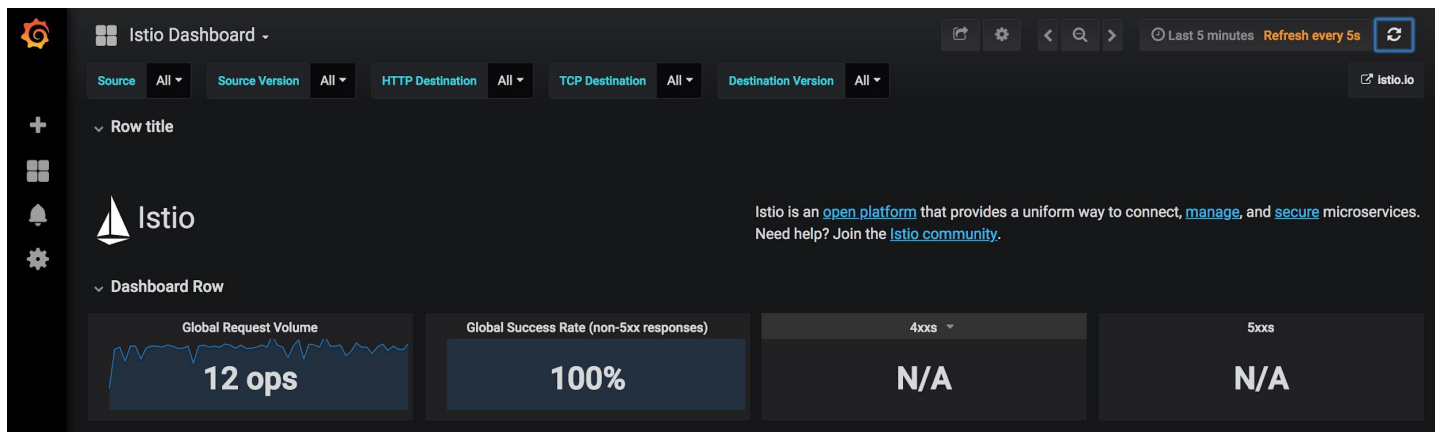 Istio Dashboard
Last 5 minutes Refresh every 5s
Source All Source Version All HTTP Destination All TCP Destination All Destination Version All istio.io
Row title
Istio
Istio is an open platform that provides a uniform way to connect, manage, and secure microservices.
Need help? Join the Istio community.
Dashboard Row
Global Request Volume
12 ops
Global Success Rate (non-5xx responses)
100%
4xxs
N/A
5xxs
N/A